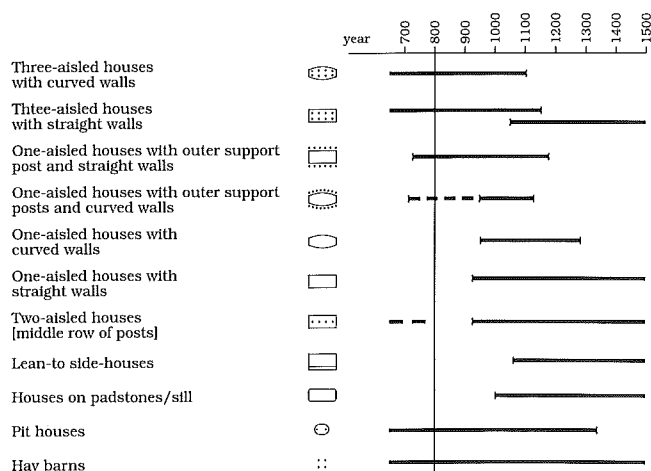 year
700 800 900 1000 1100 1200 1300 1400 1500
Three-aisled houses
with curved walls
Thtee-aisled houses
with straight walls
One-aisled houses with outer support
post and straight walls
One-aisled houses with outer support
posts and curved walls
One-aisled houses with
curved walls
One-aisled houses with
straight walls
Two-aisled houses
[middle row of posts]
Lean-to side-houses
Houses on padstones/sill
Pit houses
Hay barns